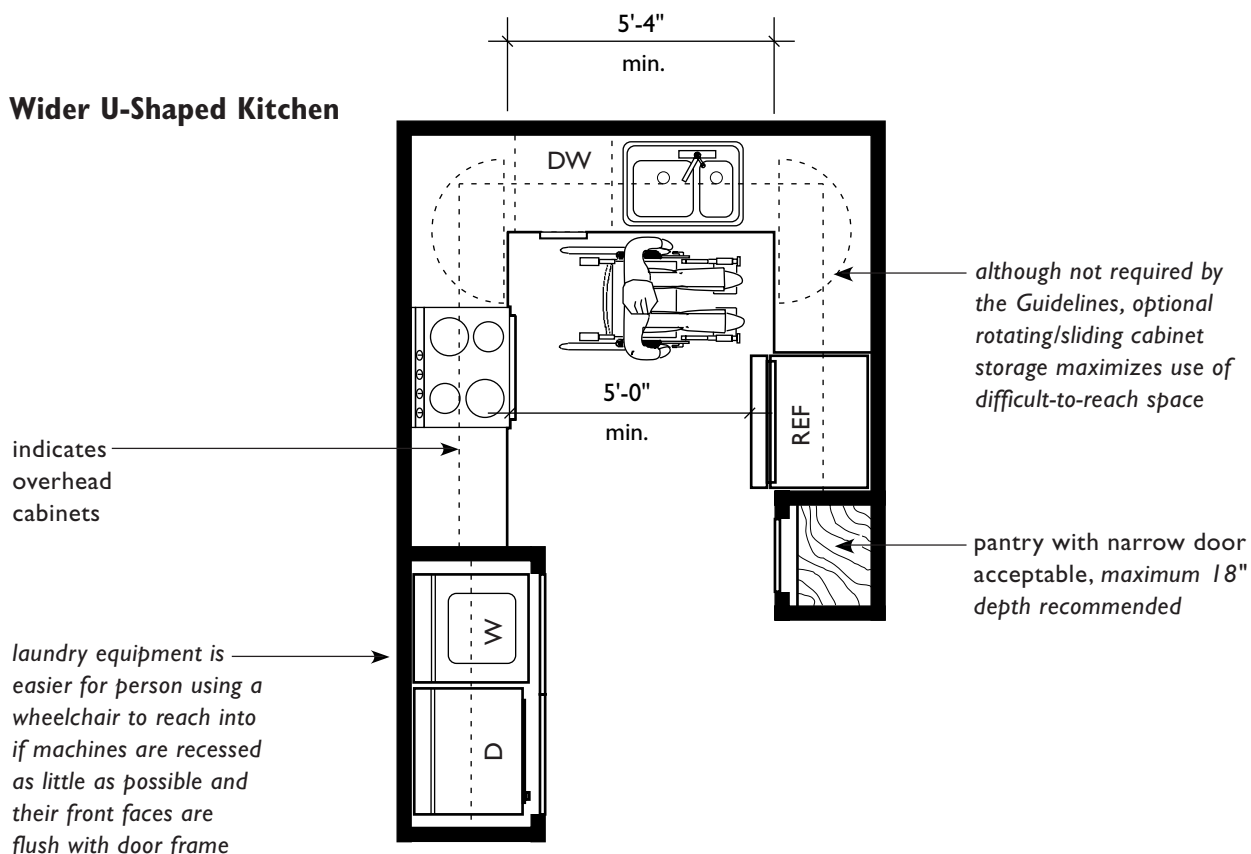 5'-4"
min.
Wider U-Shaped Kitchen
DW
although not required by
the Guidelines, optional
rotating/sliding cabinet
storage maximizes use of
difficult-to-reach space
5'-0"
min.
REF
indicates
overhead
cabinets
pantry with narrow door
acceptable, maximum 18"
depth recommended
W
laundry equipment is
easier for person using a
wheelchair to reach into
if machines are recessed
as little as possible and
their front faces are
flush with door frame
D